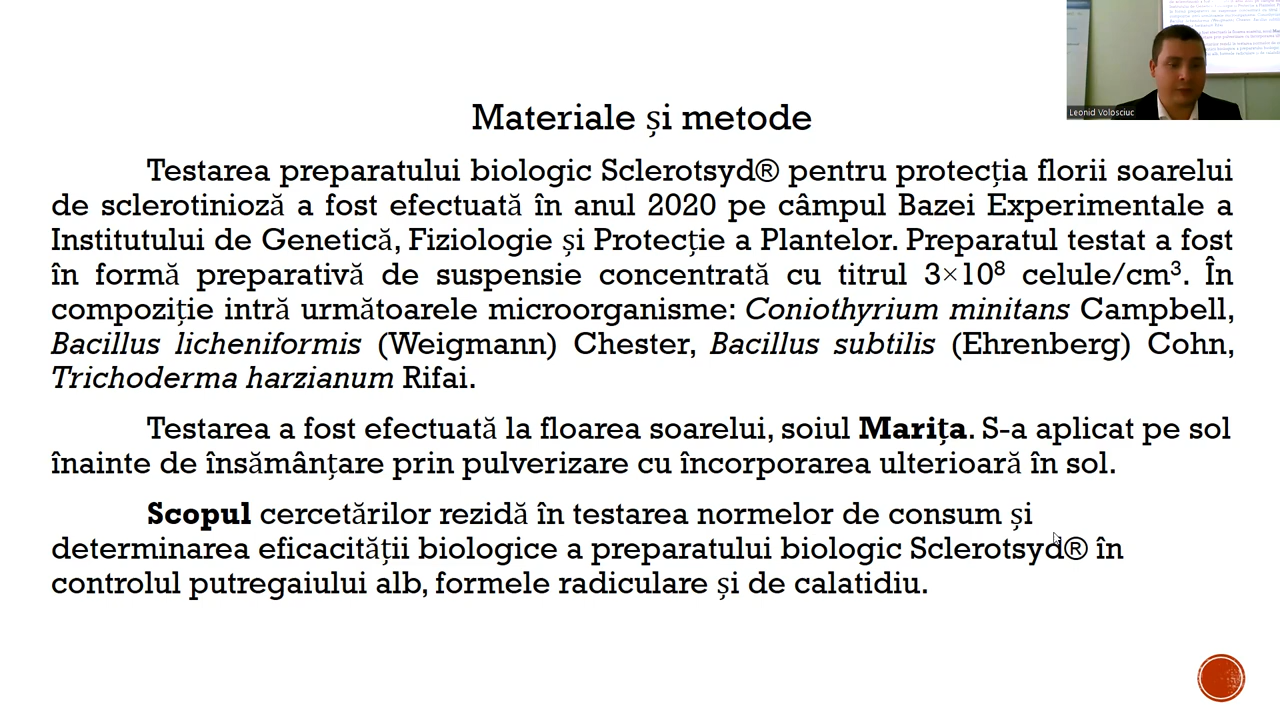 Leonid Volosciuc
Materiale și metode
Testarea preparatului biologic Sclerotsyd® pentru protecția florii soarelui
de sclerotinioză a fost efectuată în anul 2020 pe câmpul Bazei Experimentale a
Institutului de Genetică, Fiziologie și Protecție a Plantelor. Preparatul testat a fost
în formă preparativă de suspensie concentrată cu titrul 3×10⁸ celule/cm³. În
compoziție intră următoarele microorganisme: Coniothyrium minitans Campbell,
Bacillus licheniformis (Weigmann) Chester, Bacillus subtilis (Ehrenberg) Cohn,
Trichoderma harzianum Rifai.
Testarea a fost efectuată la floarea soarelui, soiul Marița. S-a aplicat pe sol
înainte de însămânțare prin pulverizare cu încorporarea ulterioară în sol.
Scopul cercetărilor rezidă în testarea normelor de consum și
determinarea eficacității biologice a preparatului biologic Sclerotsyd® în
controlul putregaiului alb, formele radiculare și de calatidiu.